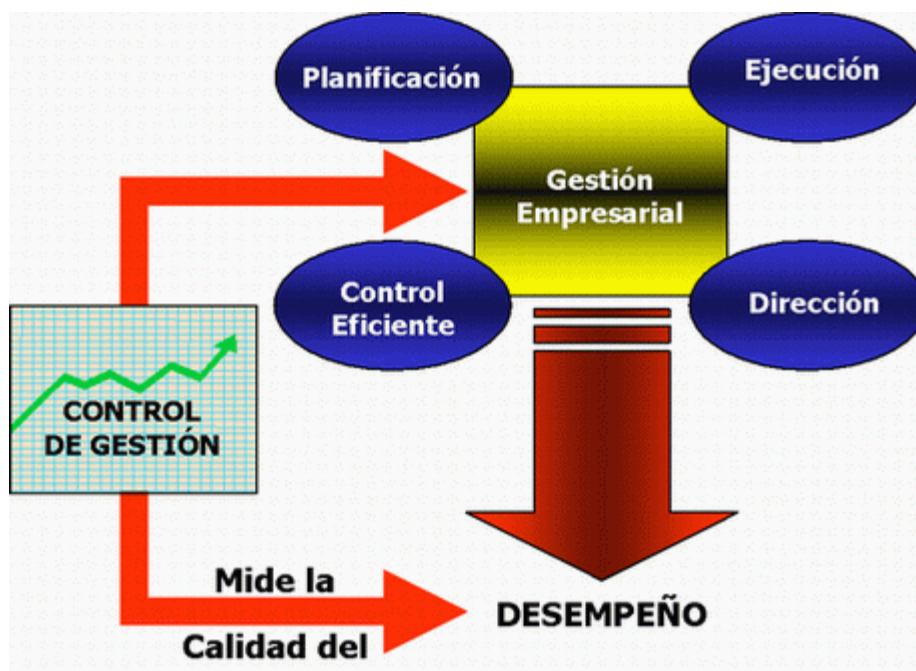 Planificación
Ejecución
Gestión
Empresarial
Control
Eficiente
Dirección
CONTROL
DE GESTIÓN
Mide la
Calidad del
DESEMPEÑO